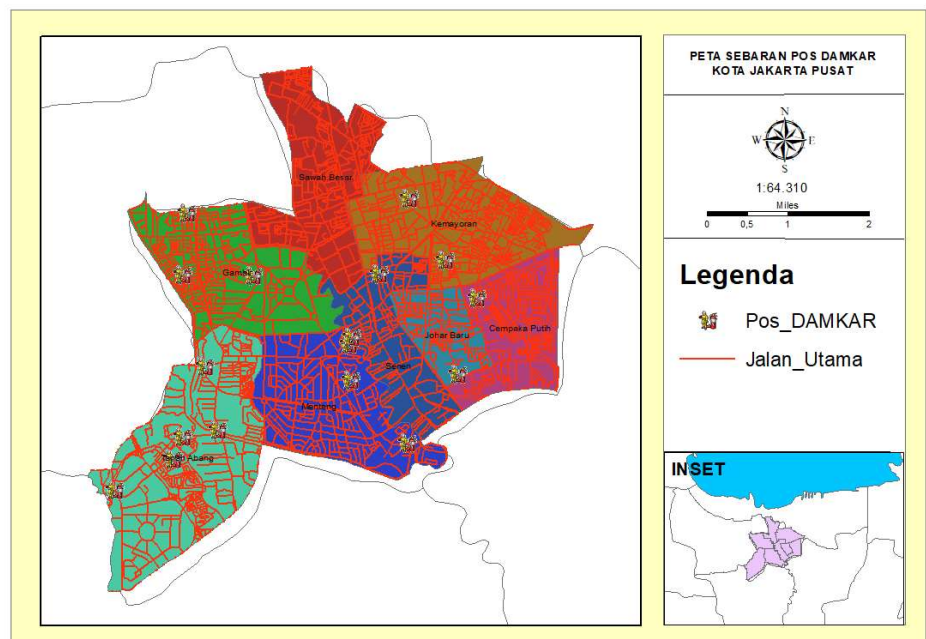 PETA SEBARAN POS DAMKAR
KOTA JAKARTA PUSAT
N
W E
S
1:64.310
Miles
0 0,5 1 2
Legenda
Pos_DAMKAR
Jalan_Utama
INSET
Sawah Besar
Kemayoran
Gambir
Johar Baru
Cempaka Putih
Senen
Menteng
Tanah Abang